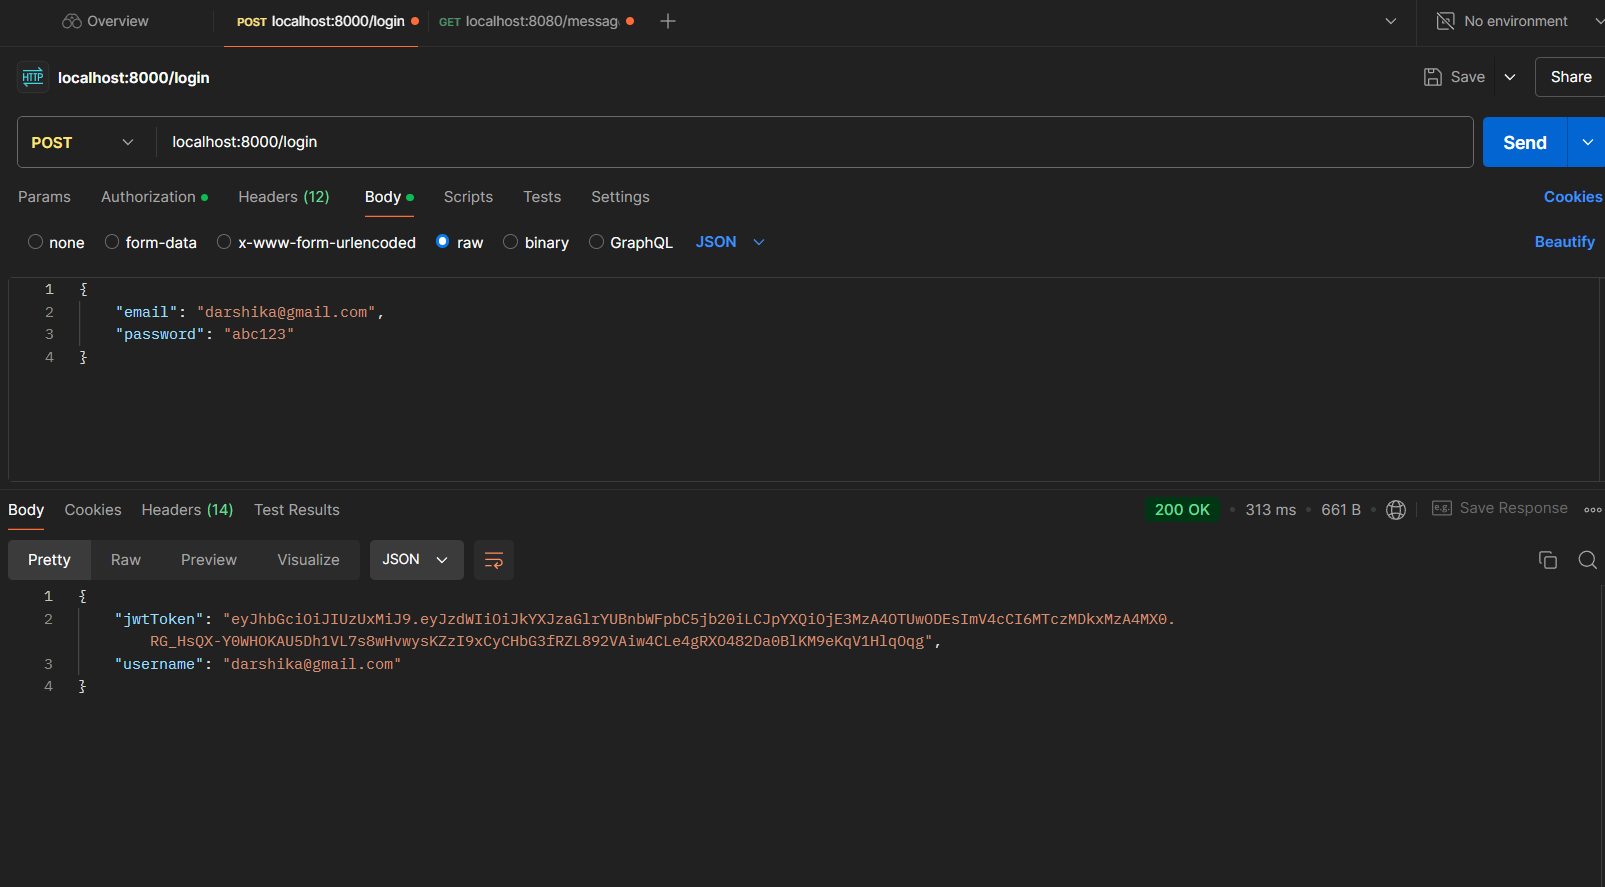 Overview POST localhost:8000/login GET localhost:8080/messag No environment
HTTP localhost:8000/login Save Share
POST localhost:8000/login Send
Params Authorization Headers (12) Body Scripts Tests Settings Cookies
none form-data x-www-form-urlencoded raw binary GraphQL JSON Beautify
1 {
2 "email": "darshika@gmail.com",
3 "password": "abc123"
4 }
Body Cookies Headers (14) Test Results 200 OK • 313 ms • 661 B • e.g. Save Response
Pretty Raw Preview Visualize JSON
1 {
2 "jwtToken": "eyJhbGciOiJIUzUxMiJ9.eyJzdWIiOiJkYXJzaGlrYUBnbWFpbC5jb20iLCJpYXQiOjE3MzA4OTUwODEsImV4cCI6MTczMDkxMzA4MX0.
RG_HsQX-Y0WHOKAU5Dh1VL7s8wHvwysKZzI9xCyCHbG3fRZL892VAiw4CLe4gRXO482Da0BlKM9eKqV1HlqOqg",
3 "username": "darshika@gmail.com"
4 }